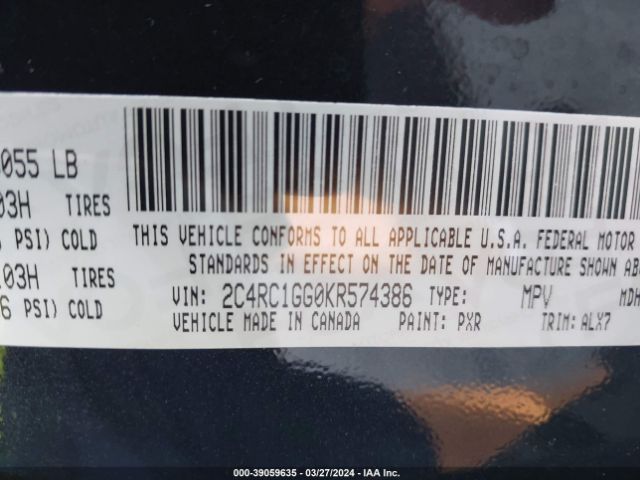 055 LB
03H TIRES
PSI) COLD
03H TIRES
6 PSI) COLD
THIS VEHICLE CONFORMS TO ALL APPLICABLE U.S.A. FEDERAL MOTOR
STANDARDS IN EFFECT ON THE DATE OF MANUFACTURE SHOWN
VIN: 2C4RC1GG0KR574386 TYPE: MPV
VEHICLE MADE IN CANADA PAINT: PXR TRIM: ALX7
000-39059635 - 03/27/2024 - IAA Inc.